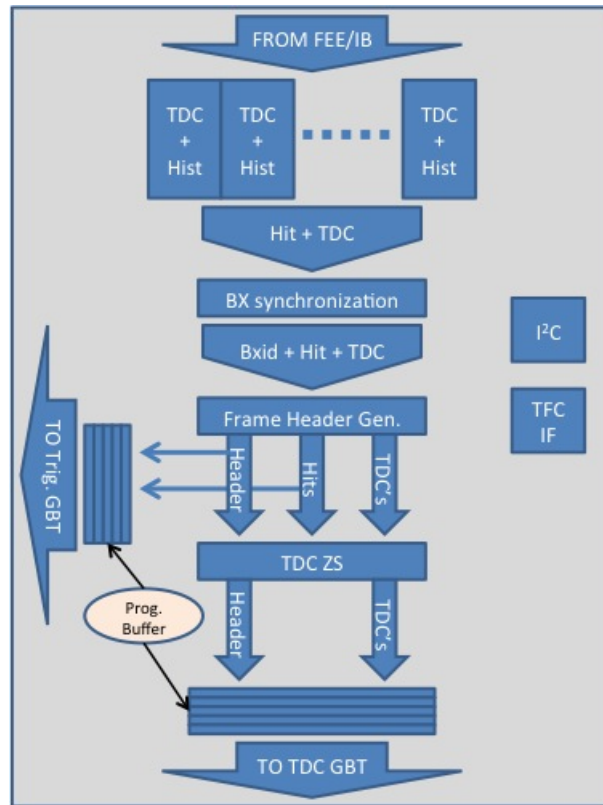 FROM FEE/IB
TDC
+
Hist
TDC
+
Hist
TDC
+
Hist
Hit + TDC
BX synchronization
Bxid + Hit + TDC
I²C
TFC
IF
Frame Header Gen.
Header
Hits
TDC's
TO Trig. GBT
TDC ZS
Prog.
Buffer
Header
TDC's
TO TDC GBT